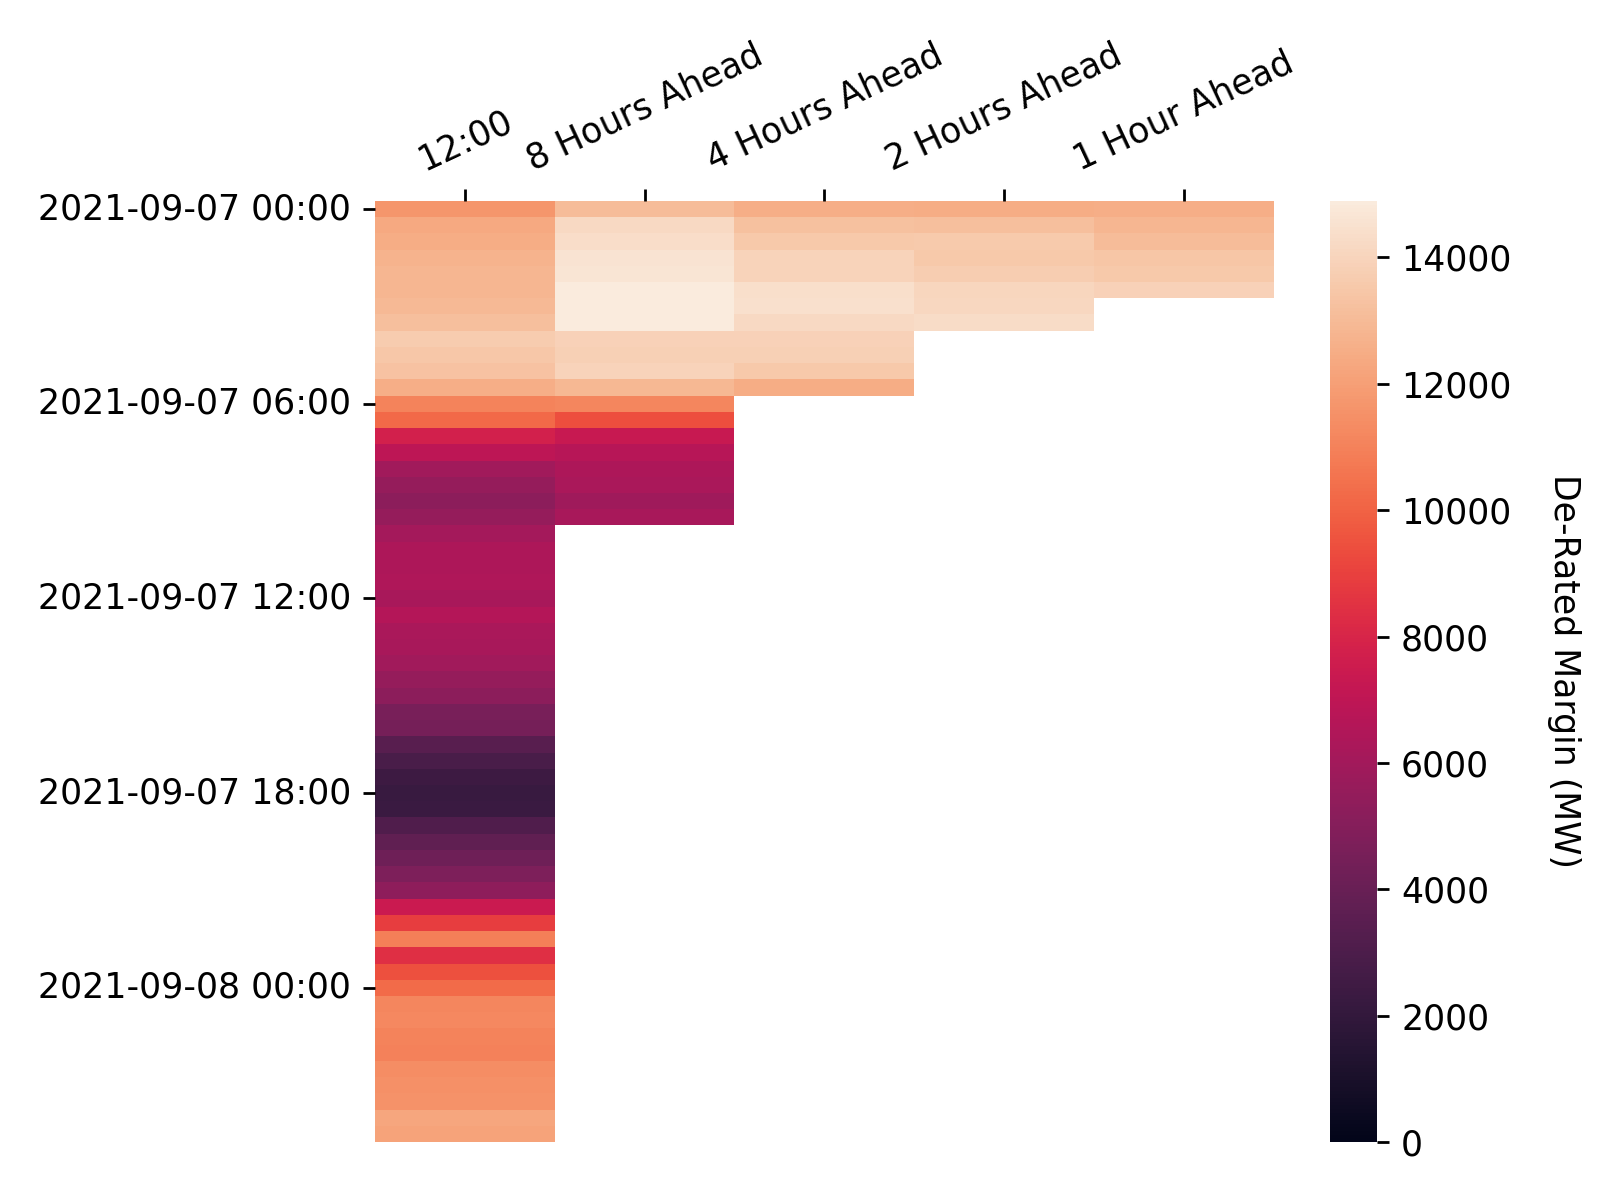 12:00
8 Hours Ahead
4 Hours Ahead
2 Hours Ahead
1 Hour Ahead
2021-09-07 00:00
2021-09-07 06:00
2021-09-07 12:00
2021-09-07 18:00
2021-09-08 00:00
14000
12000
10000
8000
6000
4000
2000
0
De-Rated Margin (MW)